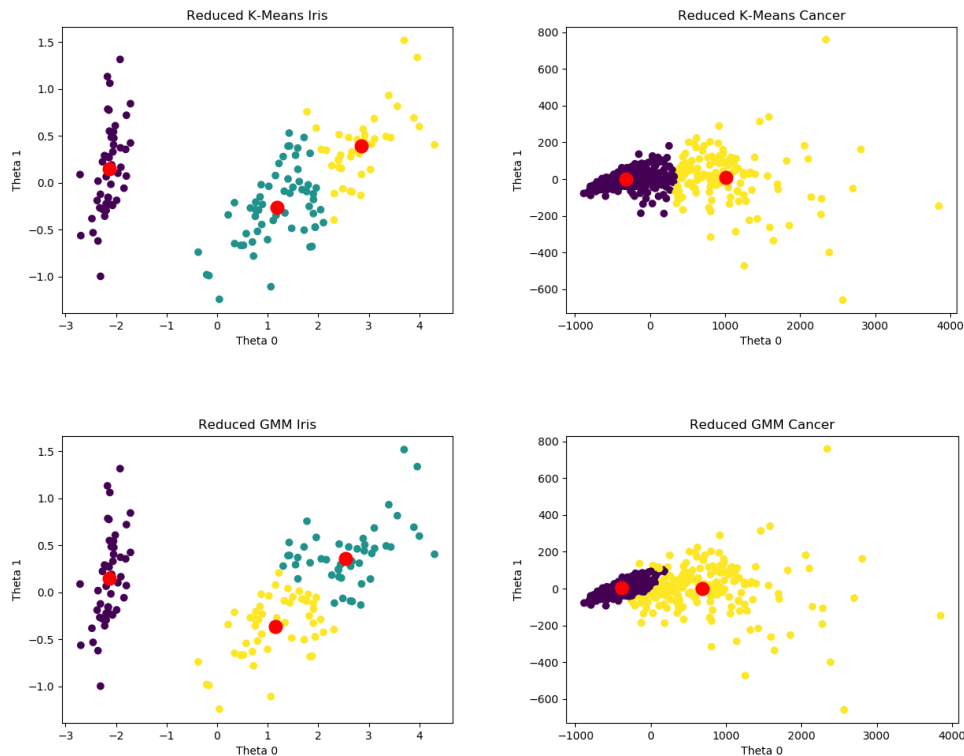 Reduced K-Means Iris
1.5
1.0
0.5
0.0
−0.5
−1.0
Theta 1
−3 −2 −1 0 1 2 3 4
Theta 0
Reduced K-Means Cancer
800
600
400
200
0
−200
−400
−600
Theta 1
−1000 0 1000 2000 3000 4000
Theta 0
Reduced GMM Iris
1.5
1.0
0.5
0.0
−0.5
−1.0
Theta 1
−3 −2 −1 0 1 2 3 4
Theta 0
Reduced GMM Cancer
800
600
400
200
0
−200
−400
−600
Theta 1
−1000 0 1000 2000 3000 4000
Theta 0